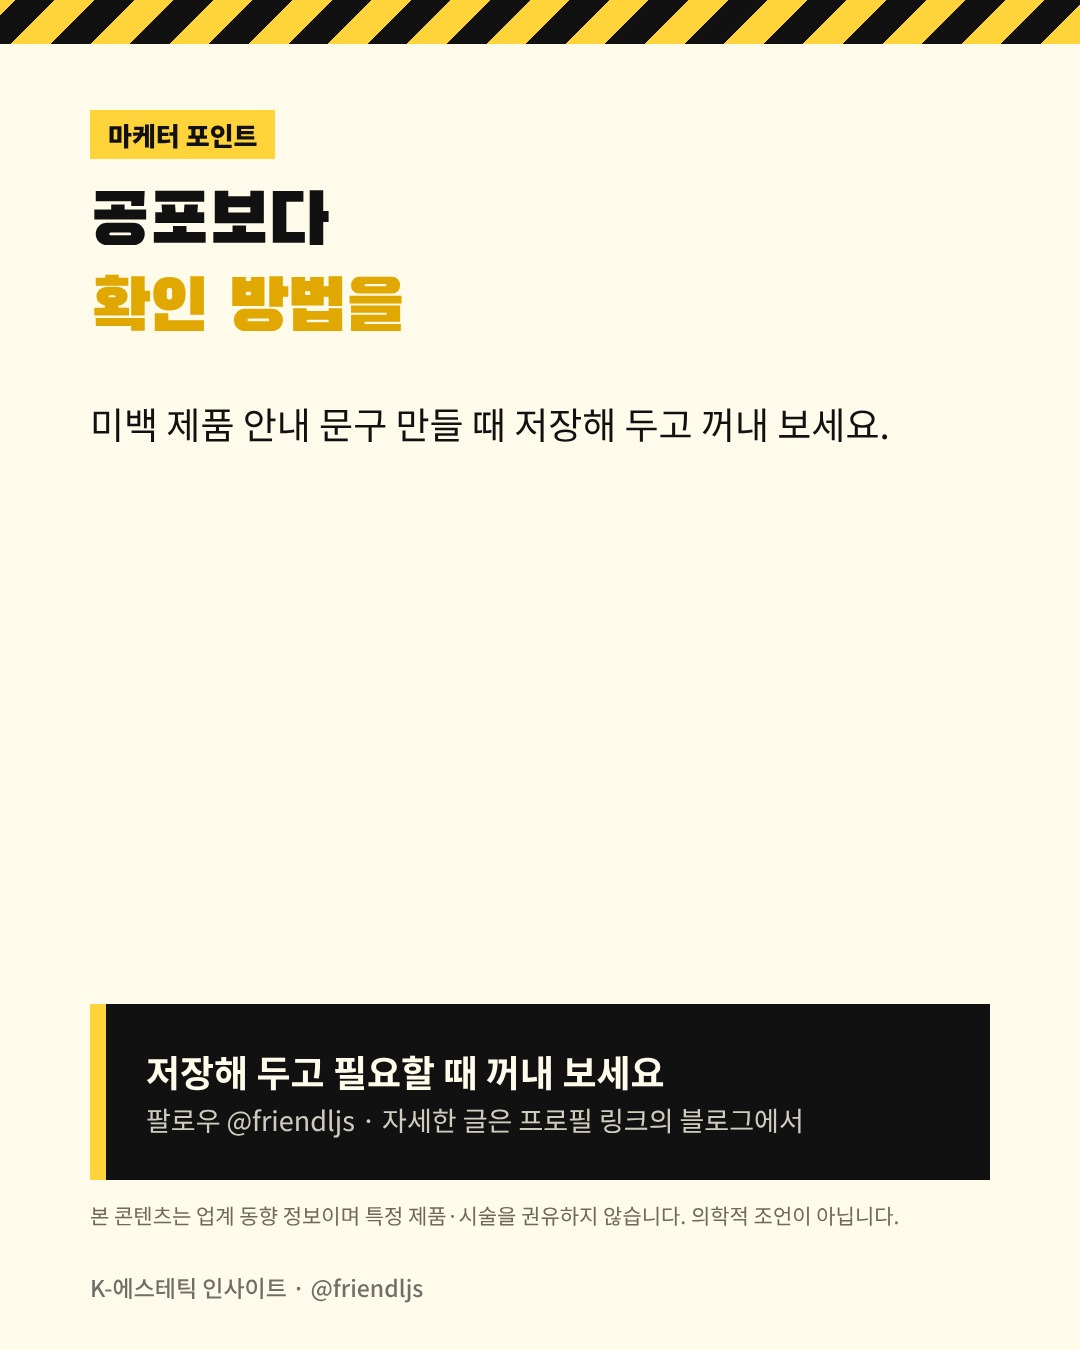 마케터 포인트
공포보다
확인 방법을
미백 제품 안내 문구 만들 때 저장해 두고 꺼내 보세요.
저장해 두고 필요할 때 꺼내 보세요
팔로우 @friendljs · 자세한 글은 프로필 링크의 블로그에서
본 콘텐츠는 업계 동향 정보이며 특정 제품·시술을 권유하지 않습니다. 의학적 조언이 아닙니다.
K-에스테틱 인사이트 · @friendljs